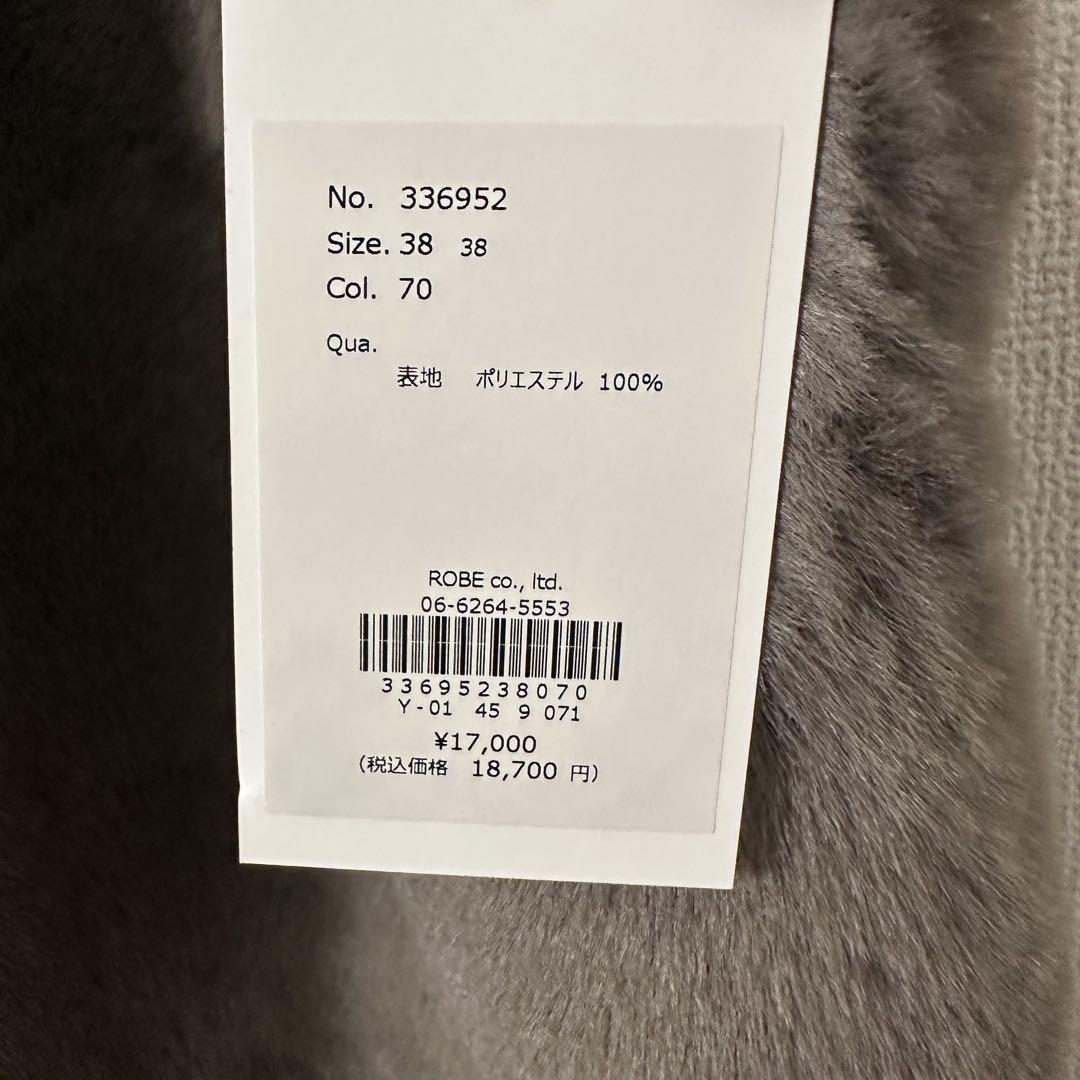 No. 336952
Size. 38 38
Col. 70
Qua.
表地 ポリエステル 100%
ROBE co., ltd.
06-6264-5553
33695238070
Y-01 45 9 071
¥17,000
(税込価格 18,700 円)